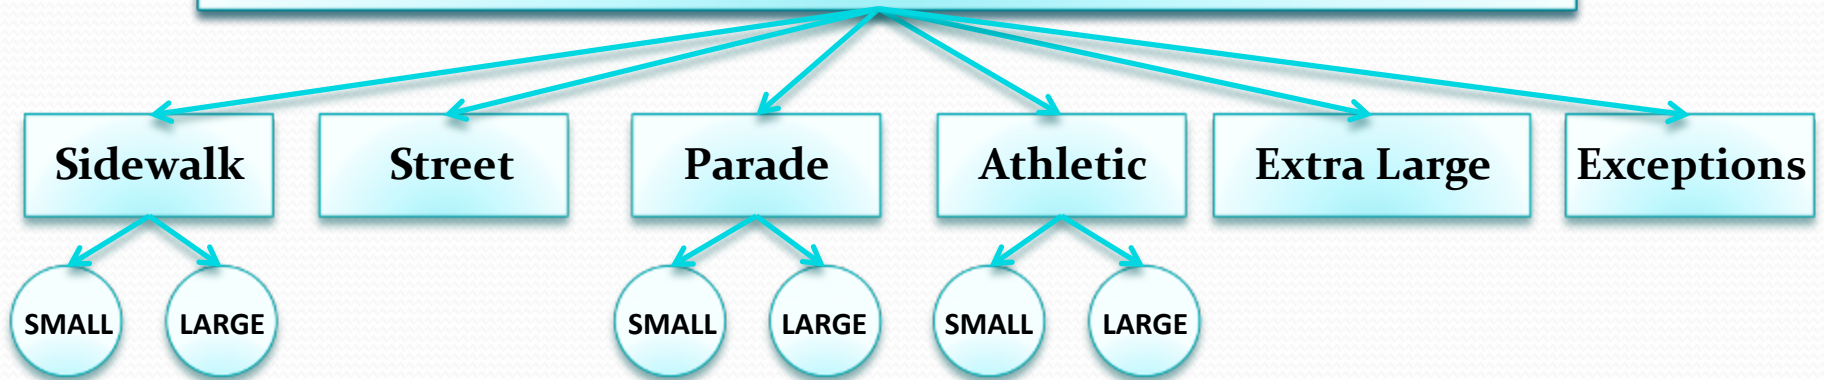 Sidewalk
Street
Parade
Athletic
Extra Large
Exceptions
SMALL
LARGE
SMALL
LARGE
SMALL
LARGE